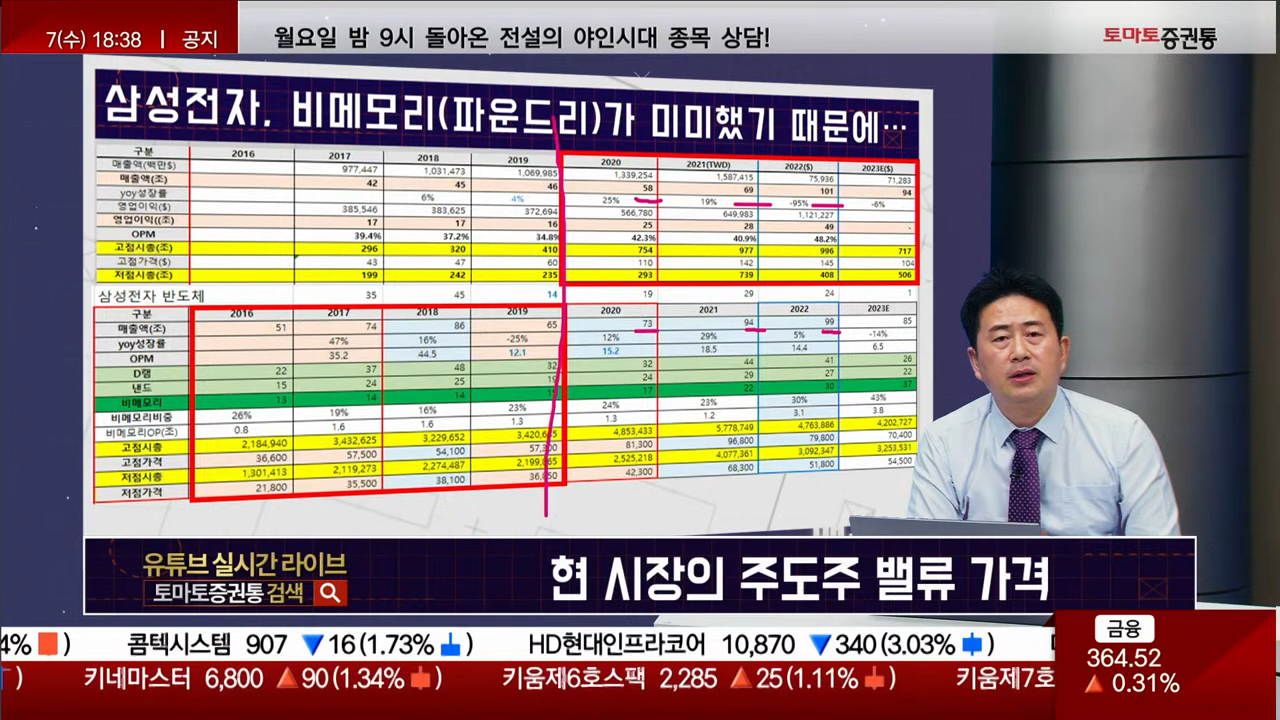 7(수) 18:38 | 공지
월요일 밤 9시 돌아온 전설의 야인시대 종목 상담!
토마토증권통
삼성전자, 비메모리(파운드리)가 미미했기 때문에…
구분 2016 2017 2018 2019 2020 2021(TWD) 2022($) 2023E($)
매출액(백만$) 977,447 1,031,473 1,069,985 1,339,254 1,587,415 75,936 71,283
매출액(조) 42 45 46 58 69 101 94
yoy성장률 6% 4% 25% 19% -95% -6%
영업이익($) 385,546 383,625 372,694 566,780 649,983 1,121,227
영업이익((조) 17 17 16 25 28 49 -
OPM 39.4% 37.2% 34.8% 42.3% 40.9% 48.2%
고점시총(조) 296 320 410 754 977 996 717
고점가격($) 43 47 60 110 142 145 104
저점시총(조) 199 242 235 293 739 408 506
삼성전자 반도체 35 45 14 19 29 24 1
구분 2016 2017 2018 2019 2020 2021 2022 2023E
매출액(조) 51 74 86 65 73 94 99 85
yoy성장률 47% 16% -25% 12% 29% 5% -14%
OPM 35.2 44.5 12.1 15.2 18.5 14.4 6.5
D램 22 37 48 32 32 44 41 26
낸드 15 24 25 19 24 29 27 22
비메모리 13 14 14 15 17 22 30 37
비메모리비중 26% 19% 16% 23% 24% 23% 30% 43%
비메모리OP(조) 0.8 1.6 1.6 1.3 1.3 1.2 3.1 3.8
고점시총 2,184,940 3,432,625 3,229,652 3,420,645 4,853,433 5,778,749 4,763,886 4,202,727
고점가격 36,600 57,500 54,100 57,300 81,300 96,800 79,800 70,400
저점시총 1,301,413 2,119,273 2,274,487 2,525,218 4,077,361 3,092,347 3,253,531
저점가격 21,800 35,500 38,100 42,300 68,300 51,800 54,500
유튜브 실시간 라이브
토마토증권통 검색
현 시장의 주도주 밸류 가격
4% ) 콤텍시스템 907 ▼16(1.73% ) HD현대인프라코어 10,870 ▼340(3.03% )
) 키네마스터 6,800 ▲90(1.34% ) 키움제6호스팩 2,285 ▲25(1.11% ) 키움제7호
금융
364.52
▲ 0.31%